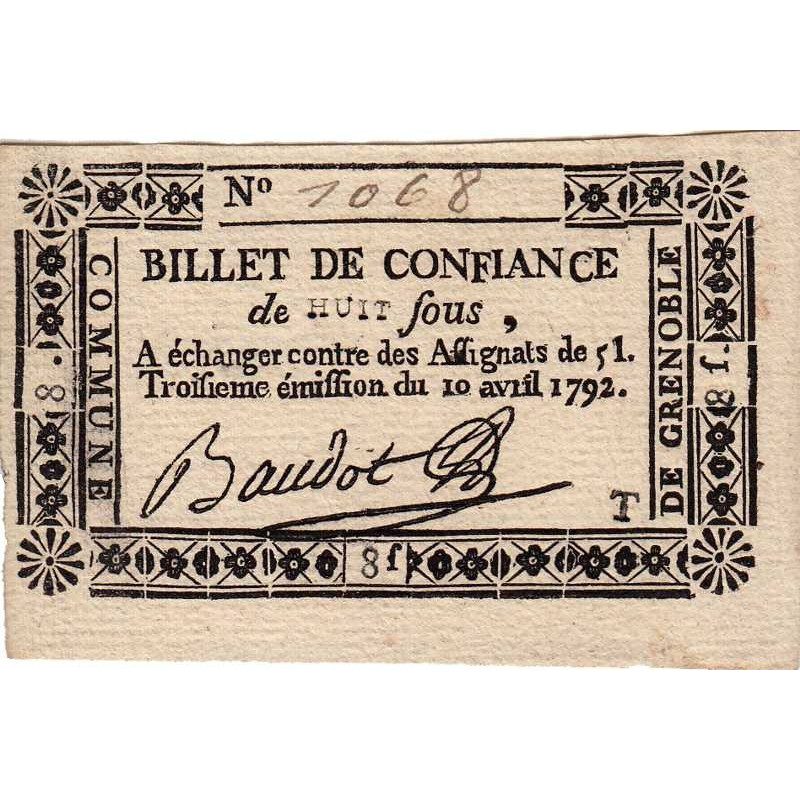 Nº 1068
COMMUNE
DE GRENOBLE
BILLET DE CONFIANCE
de HUIT ſous,
A échanger contre des Aſſignats de 5 l.
Troiſieme émiſſion du 10 avril 1792.
Baudot
T
8.
8 ſ.
8 ſ